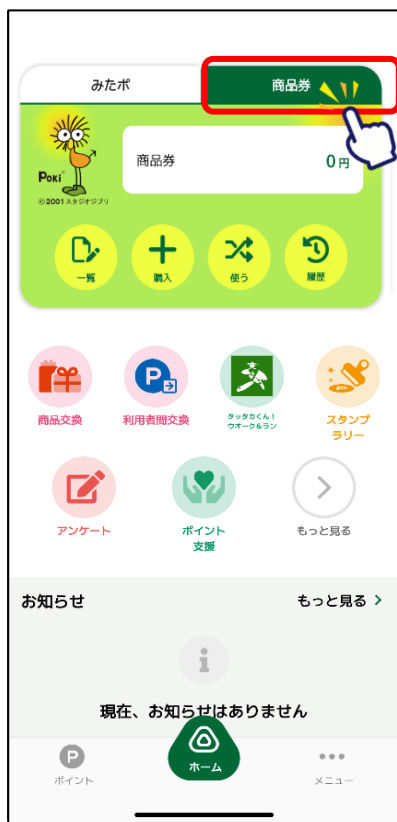 みたポ
商品券
Poki
©2001 スタジオジブリ
商品券
0円
一覧
購入
使う
履歴
商品交換
P
利用者間交換
タッタカくん！
ウオーク&ラン
スタンプ
ラリー
アンケート
ポイント
支援
もっと見る
お知らせ
もっと見る
現在、お知らせはありません
P
ポイント
ホーム
メニュー